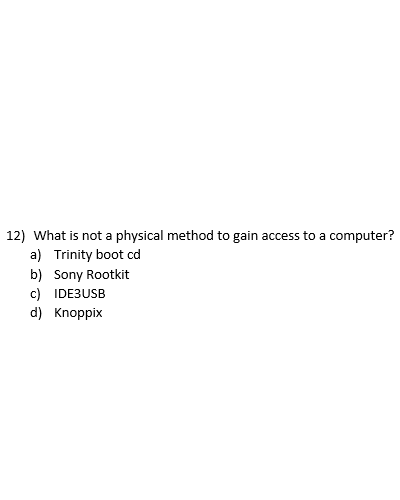 12) What is not a physical method to gain access to a computer?
a) Trinity boot cd
b) Sony Rootkit
c) IDE3USB
d) Knoppix